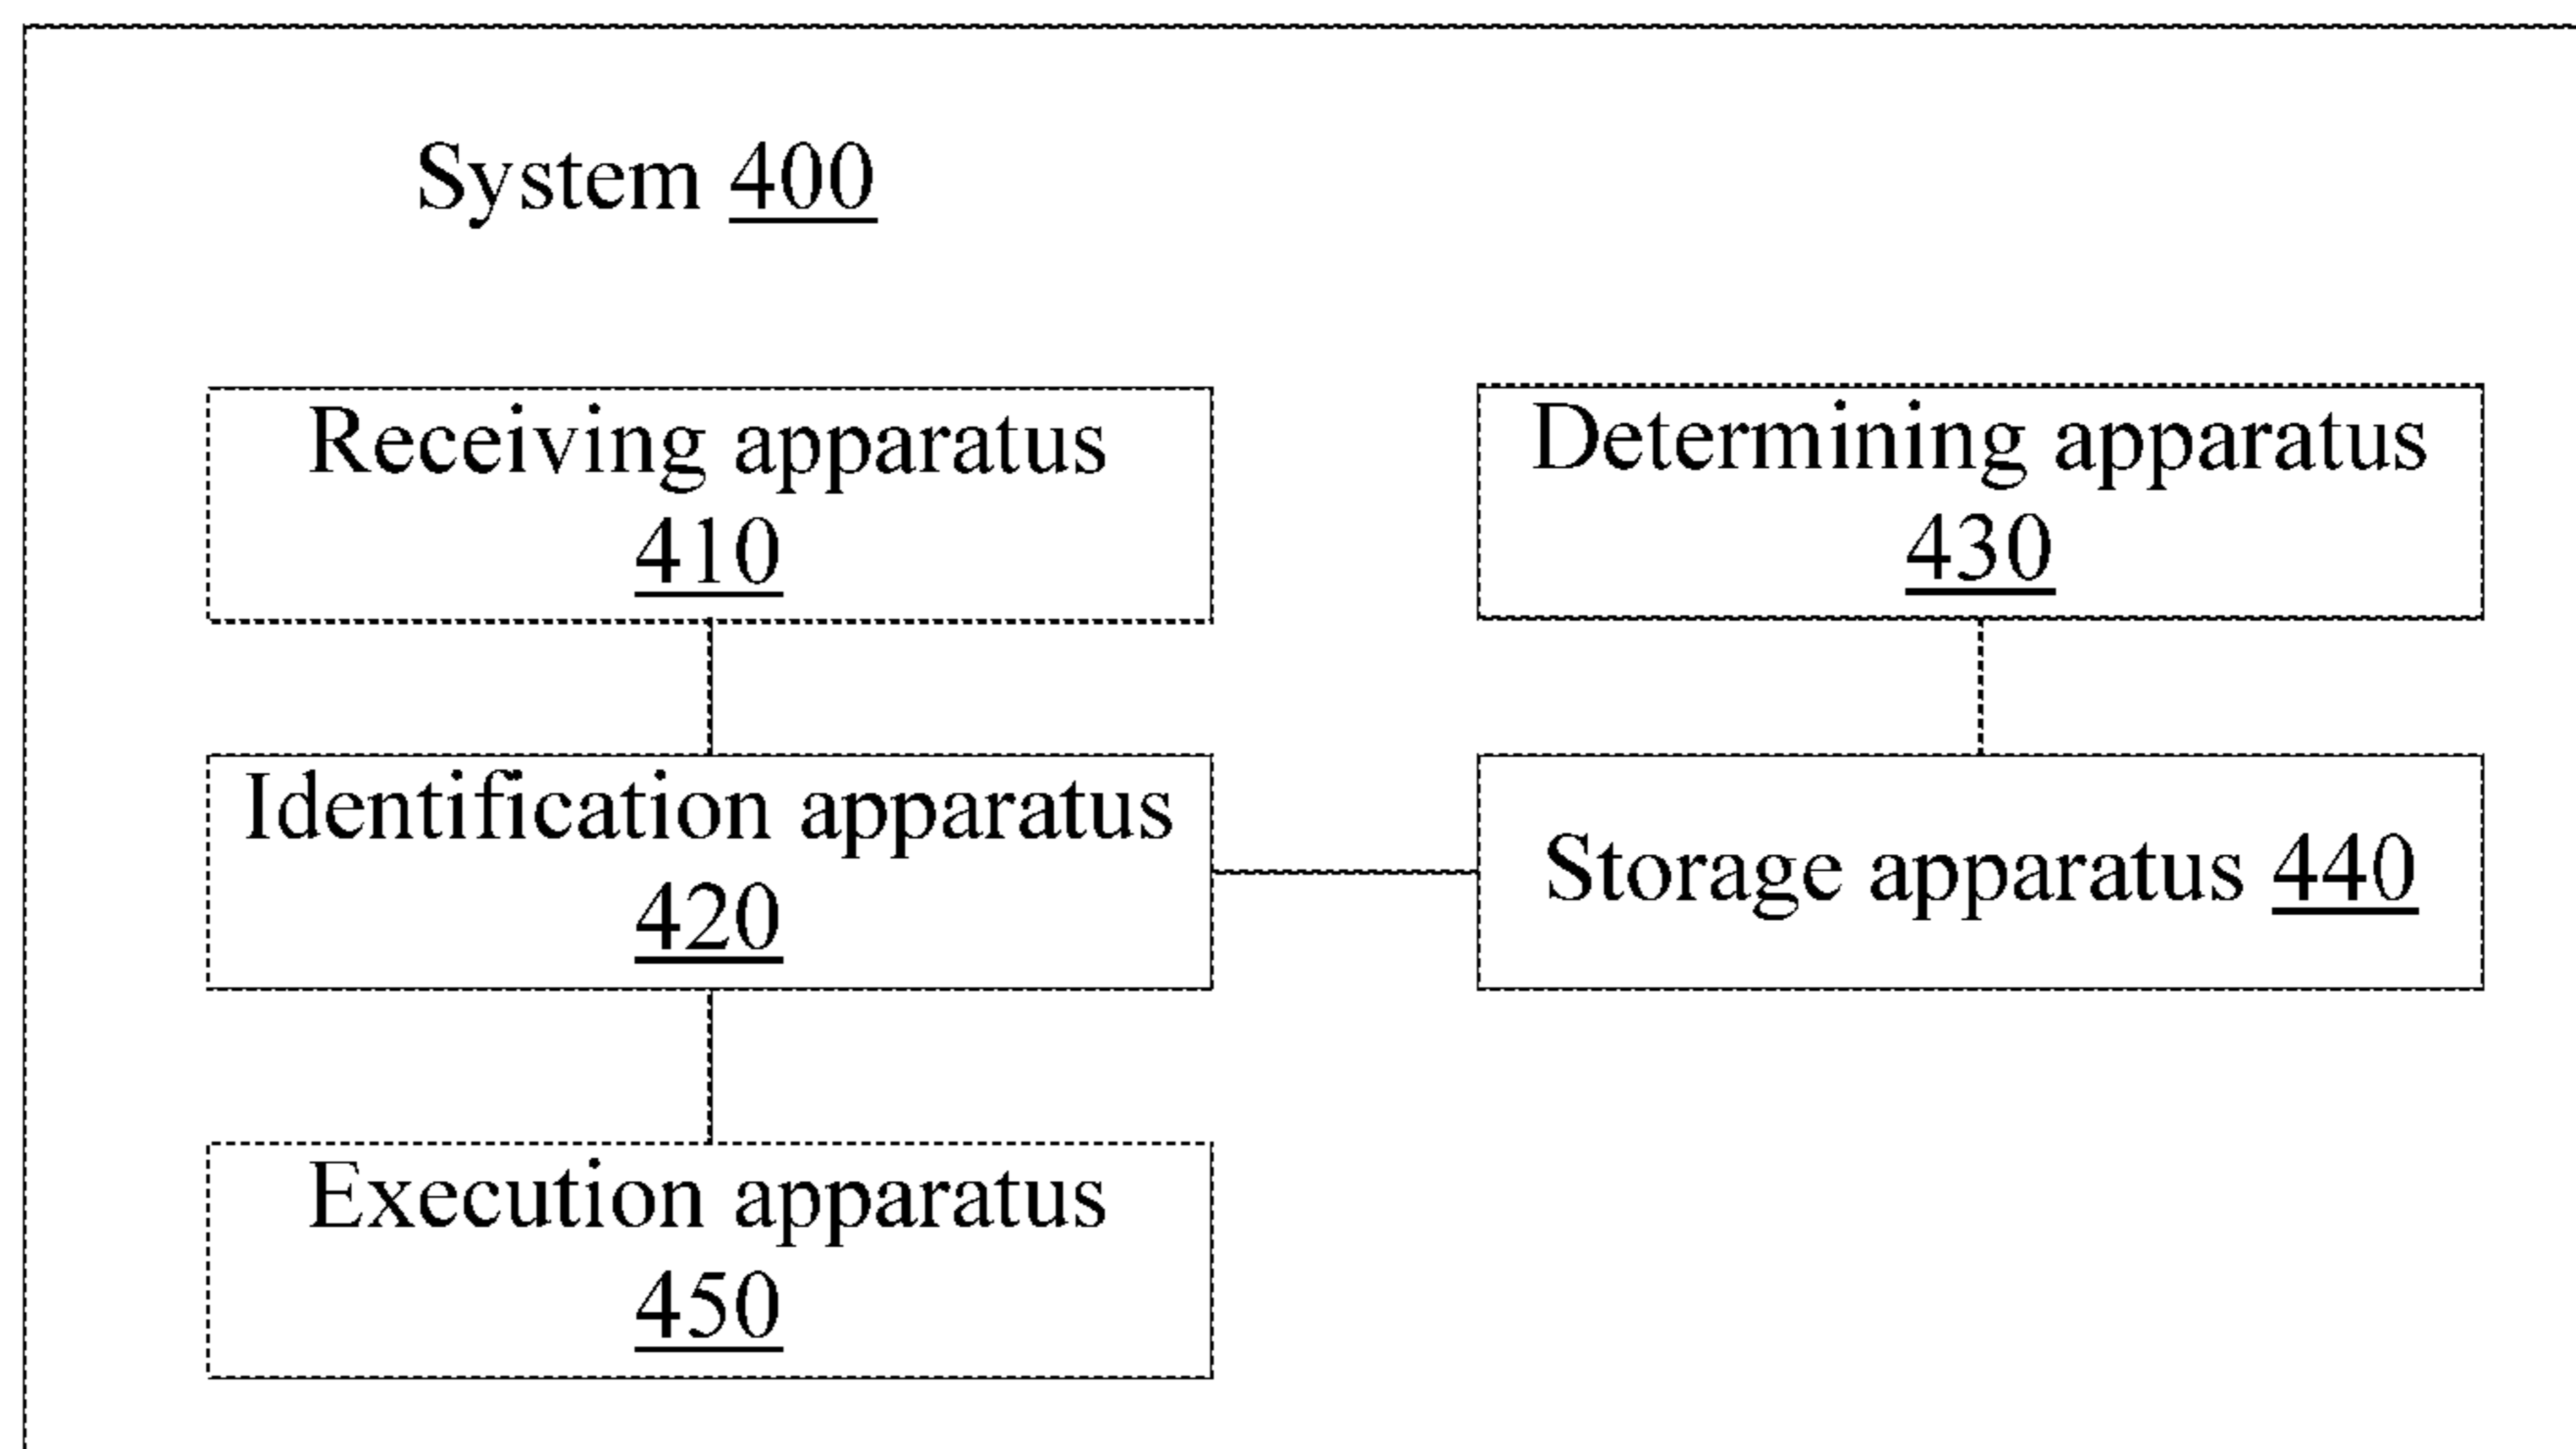 System 400
Receiving apparatus
410
Determining apparatus
430
Identification apparatus
420
Storage apparatus 440
Execution apparatus
450